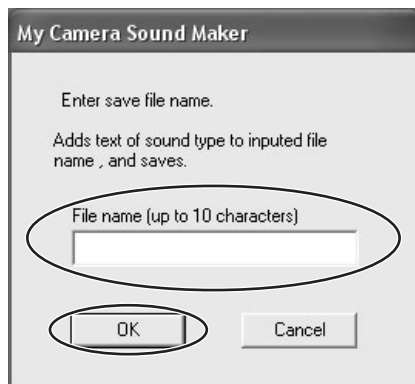 My Camera Sound Maker
Enter save file name.
Adds text of sound type to inputed file
name , and saves.
File name (up to 10 characters)
OK
Cancel